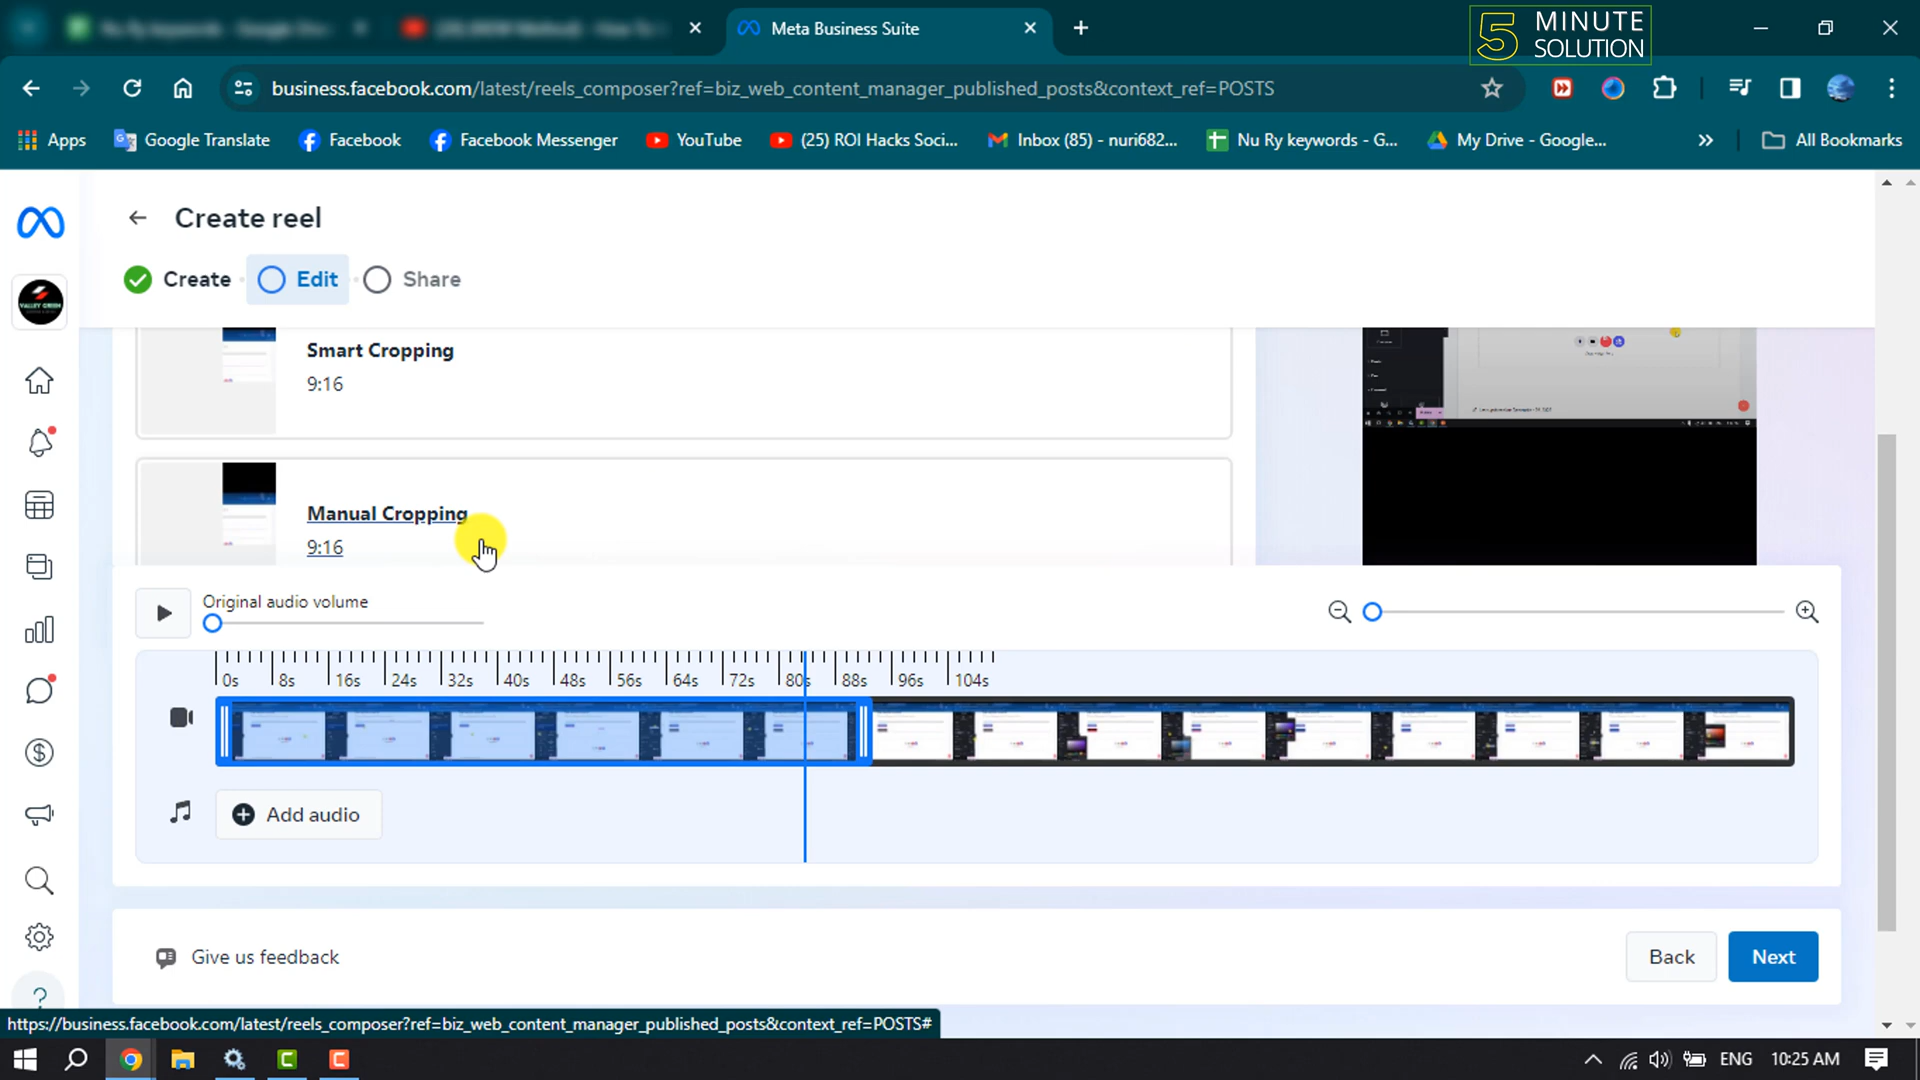 Meta Business Suite
5 MINUTE SOLUTION
business.facebook.com/latest/reels_composer?ref=biz_web_content_manager_published_posts&context_ref=POSTS
Apps
Google Translate
Facebook
Facebook Messenger
YouTube
(25) ROI Hacks Soci...
Inbox (85) - nuri682...
Nu Ry keywords - G...
My Drive - Google...
All Bookmarks
Create reel
Create
Edit
Share
VALLEY GREEN
Smart Cropping
9:16
Manual Cropping
9:16
Original audio volume
0s 8s 16s 24s 32s 40s 48s 56s 64s 72s 80s 88s 96s 104s
Add audio
Give us feedback
Back
Next
https://business.facebook.com/latest/reels_composer?ref=biz_web_content_manager_published_posts&context_ref=POSTS#
ENG
10:25 AM